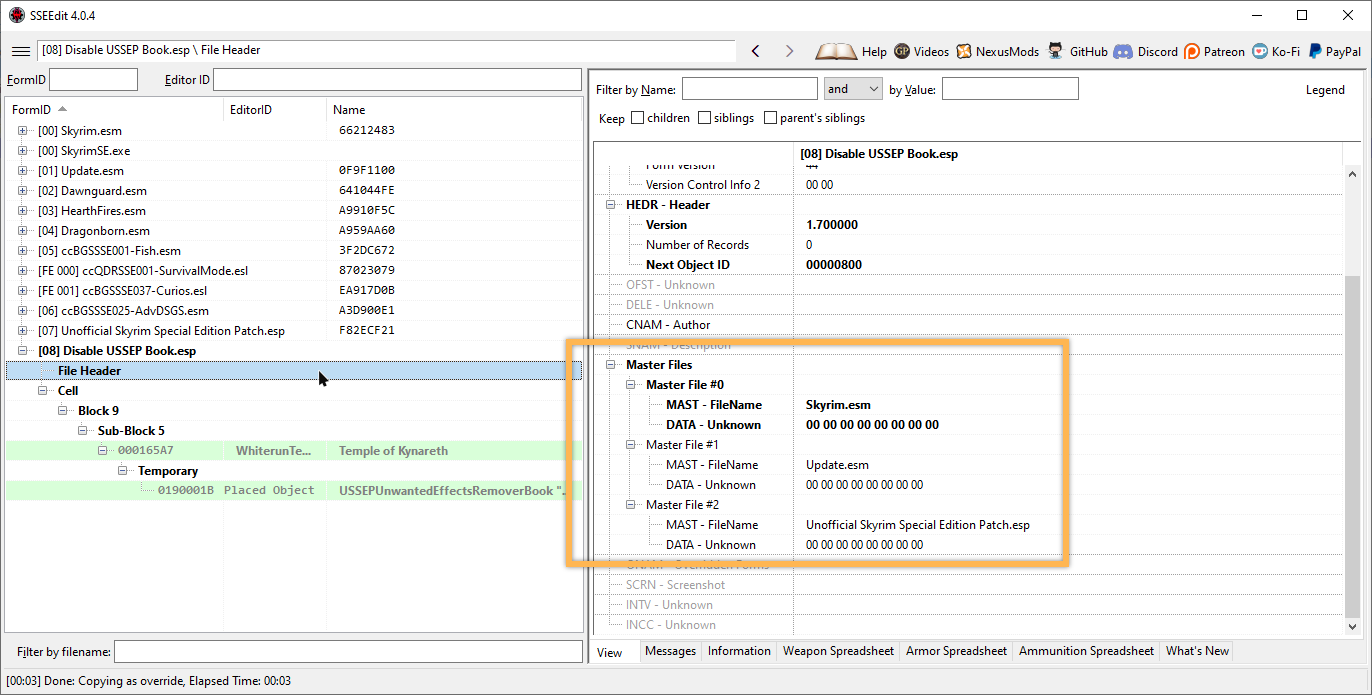 SSEEdit 4.0.4
[08] Disable USSEP Book.esp \ File Header
Help
Videos
NexusMods
GitHub
Discord
Patreon
Ko-Fi
PayPal
FormID
Editor ID
FormID EditorID Name
[00] Skyrim.esm 66212483
[00] SkyrimSE.exe
[01] Update.esm 0F9F1100
[02] Dawnguard.esm 641044FE
[03] HearthFires.esm A9910F5C
[04] Dragonborn.esm A959AA60
[05] ccBGSSSE001-Fish.esm 3F2DC672
[FE 000] ccQDRSSE001-SurvivalMode.esl 87023079
[FE 001] ccBGSSSE037-Curios.esl EA917D0B
[06] ccBGSSSE025-AdvDSGS.esm A3D900E1
[07] Unofficial Skyrim Special Edition Patch.esp F82ECF21
[08] Disable USSEP Book.esp
File Header
Cell
Block 9
Sub-Block 5
000165A7 WhiterunTe... Temple of Kynareth
Temporary
0190001B Placed Object USSEPUnwantedEffectsRemoverBook "..
Filter by filename:
Filter by Name:
and
by Value:
Legend
Keep children siblings parent's siblings
[08] Disable USSEP Book.esp
Form Version 44
Version Control Info 2 00 00
HEDR - Header
Version 1.700000
Number of Records 0
Next Object ID 00000800
OFST - Unknown
DELE - Unknown
CNAM - Author
SNAM - Description
Master Files
Master File #0
MAST - FileName Skyrim.esm
DATA - Unknown 00 00 00 00 00 00 00 00
Master File #1
MAST - FileName Update.esm
DATA - Unknown 00 00 00 00 00 00 00 00
Master File #2
MAST - FileName Unofficial Skyrim Special Edition Patch.esp
DATA - Unknown 00 00 00 00 00 00 00 00
ONAM - Overridden Forms
SCRN - Screenshot
INTV - Unknown
INCC - Unknown
View
Messages
Information
Weapon Spreadsheet
Armor Spreadsheet
Ammunition Spreadsheet
What's New
[00:03] Done: Copying as override, Elapsed Time: 00:03